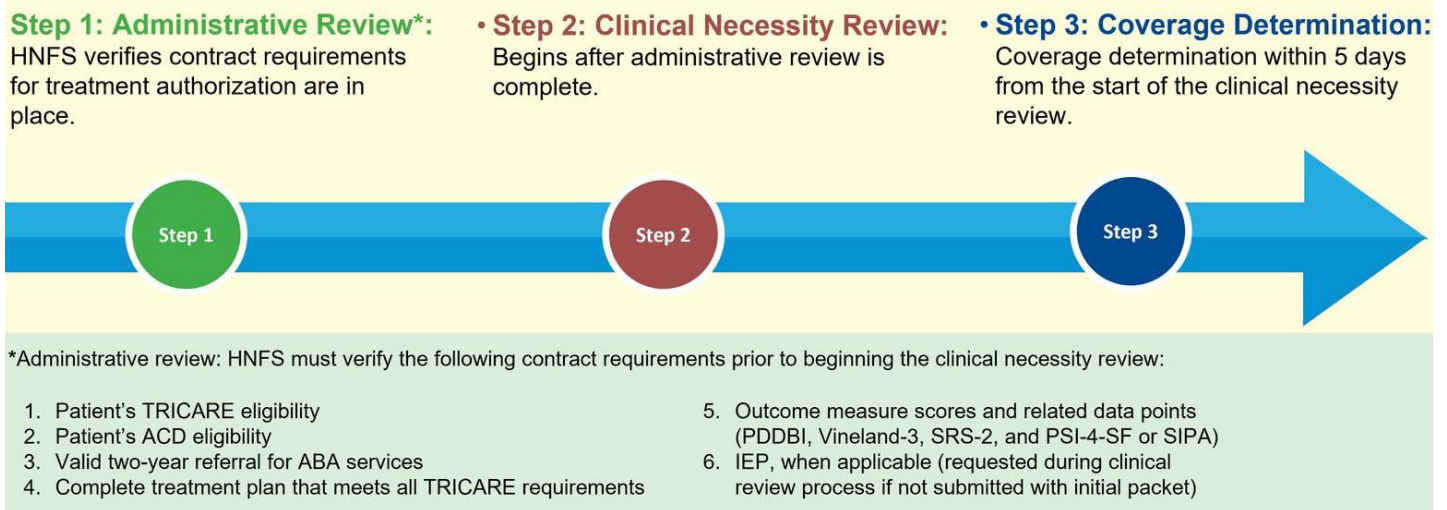 Step 1: Administrative Review*:
HNFS verifies contract requirements
for treatment authorization are in
place.
• Step 2: Clinical Necessity Review:
Begins after administrative review is
complete.
• Step 3: Coverage Determination:
Coverage determination within 5 days
from the start of the clinical necessity
review.
Step 1
Step 2
Step 3
*Administrative review: HNFS must verify the following contract requirements prior to beginning the clinical necessity review:
1. Patient's TRICARE eligibility
2. Patient's ACD eligibility
3. Valid two-year referral for ABA services
4. Complete treatment plan that meets all TRICARE requirements
5. Outcome measure scores and related data points
(PDDBI, Vineland-3, SRS-2, and PSI-4-SF or SIPA)
6. IEP, when applicable (requested during clinical
review process if not submitted with initial packet)